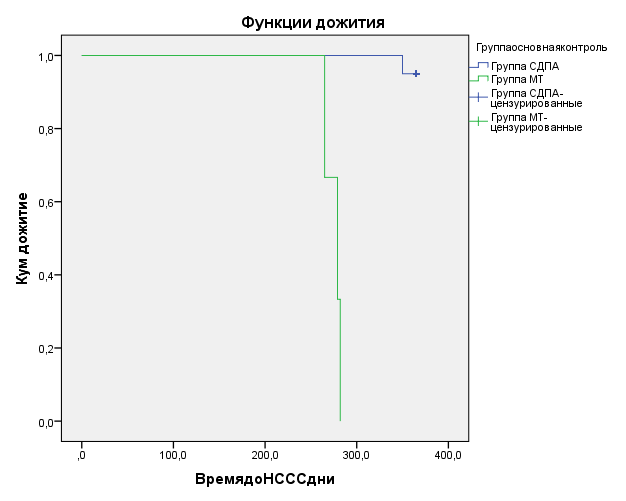 Функции дожития
Группаосновнаяконтроль
Группа СДПА
Группа МТ
Группа СДПА-
цензурированные
Группа МТ-
цензурированные
Кум дожитие
1,0
0,8
0,6
0,4
0,2
0,0
,0
100,0
200,0
300,0
400,0
ВремядоНСССдни